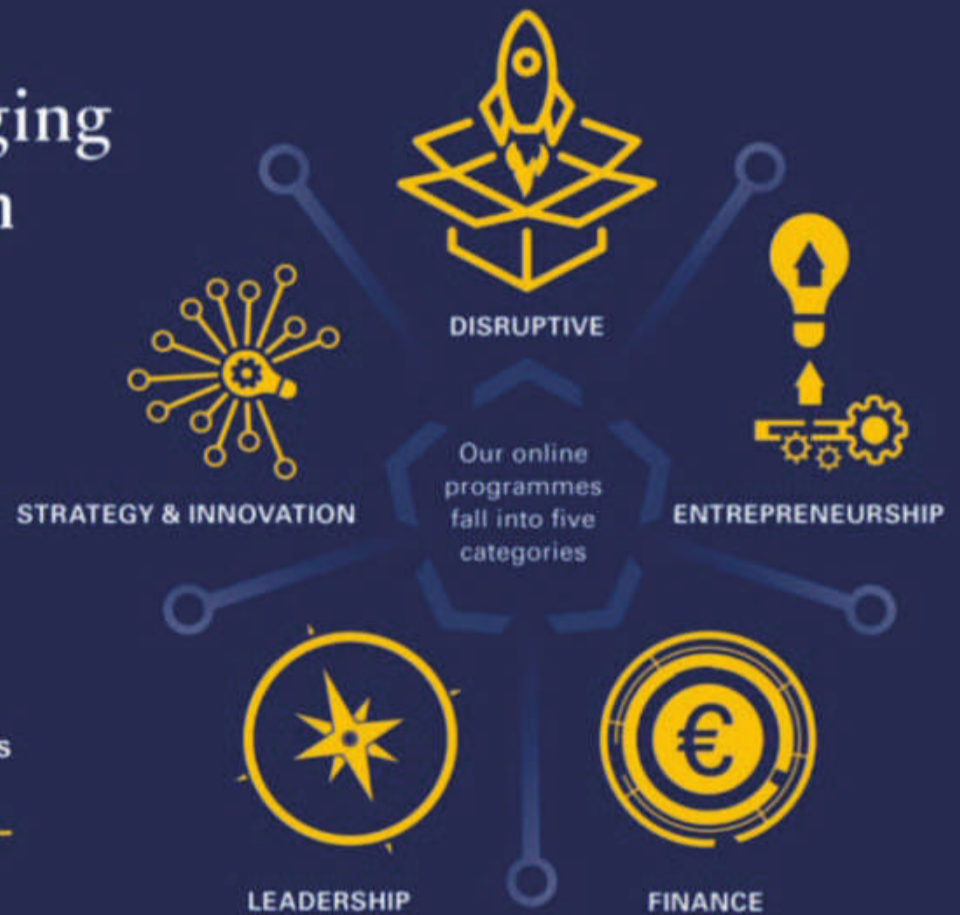 ging
n
DISRUPTIVE
STRATEGY & INNOVATION
Our online
programmes
fall into five
categories
ENTREPRENEURSHIP
s
LEADERSHIP
FINANCE
€